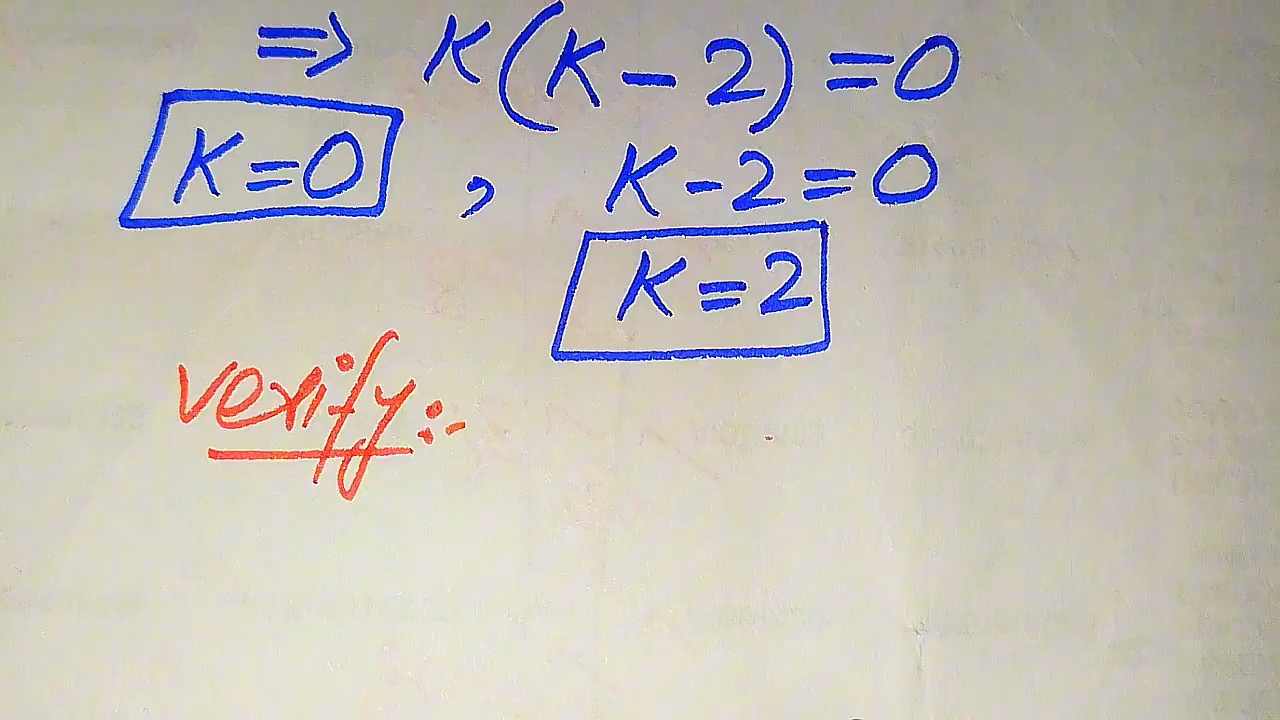 ⇒ K(K-2)=0
K=0 , K-2=0
K=2
Verify:-